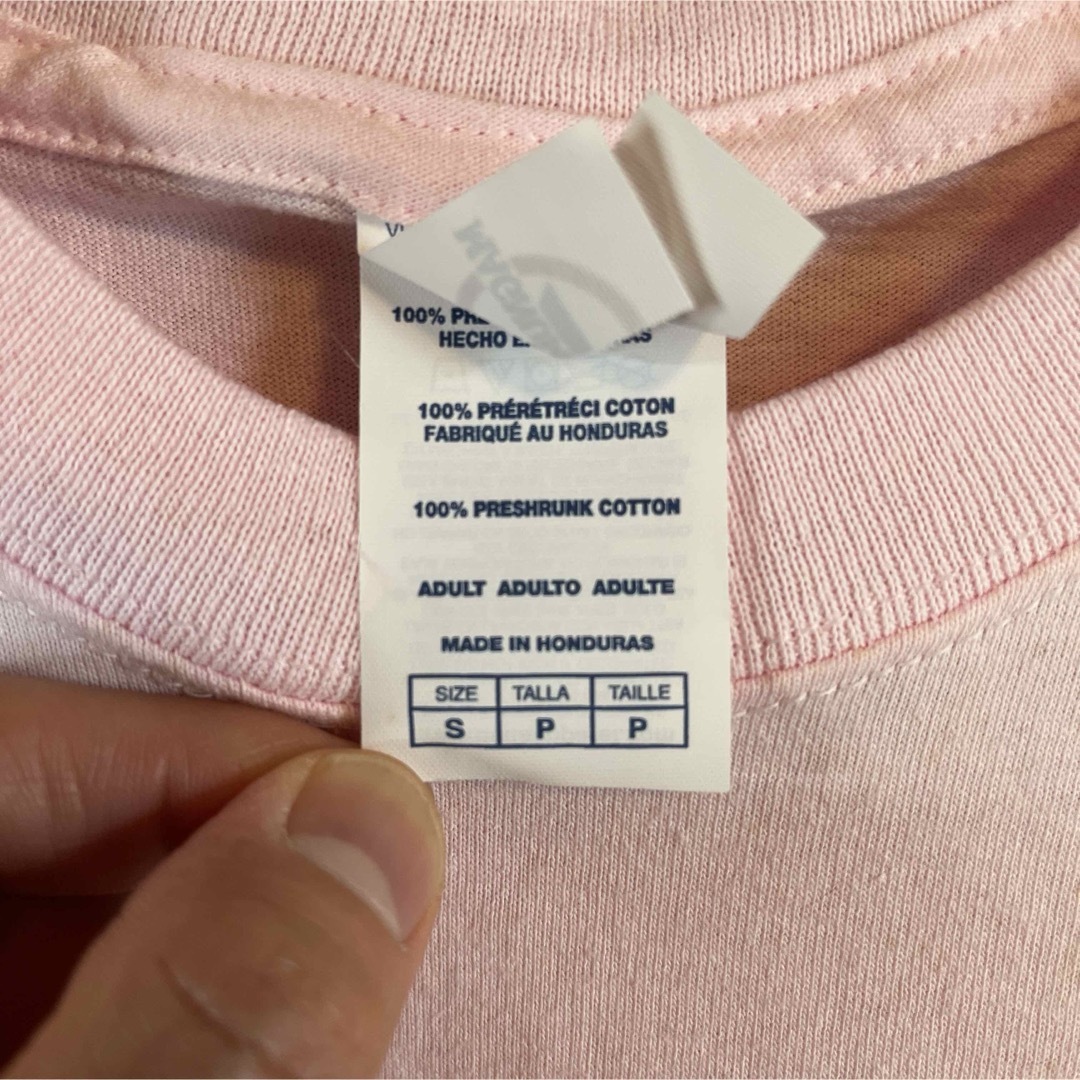 100%
HECHO
100% PRÉRÉTRÉCI COTON
FABRIQUÉ AU HONDURAS
100% PRESHRUNK COTTON
ADULT ADULTO ADULTE
MADE IN HONDURAS
SIZE TALLA TAILLE
S P P